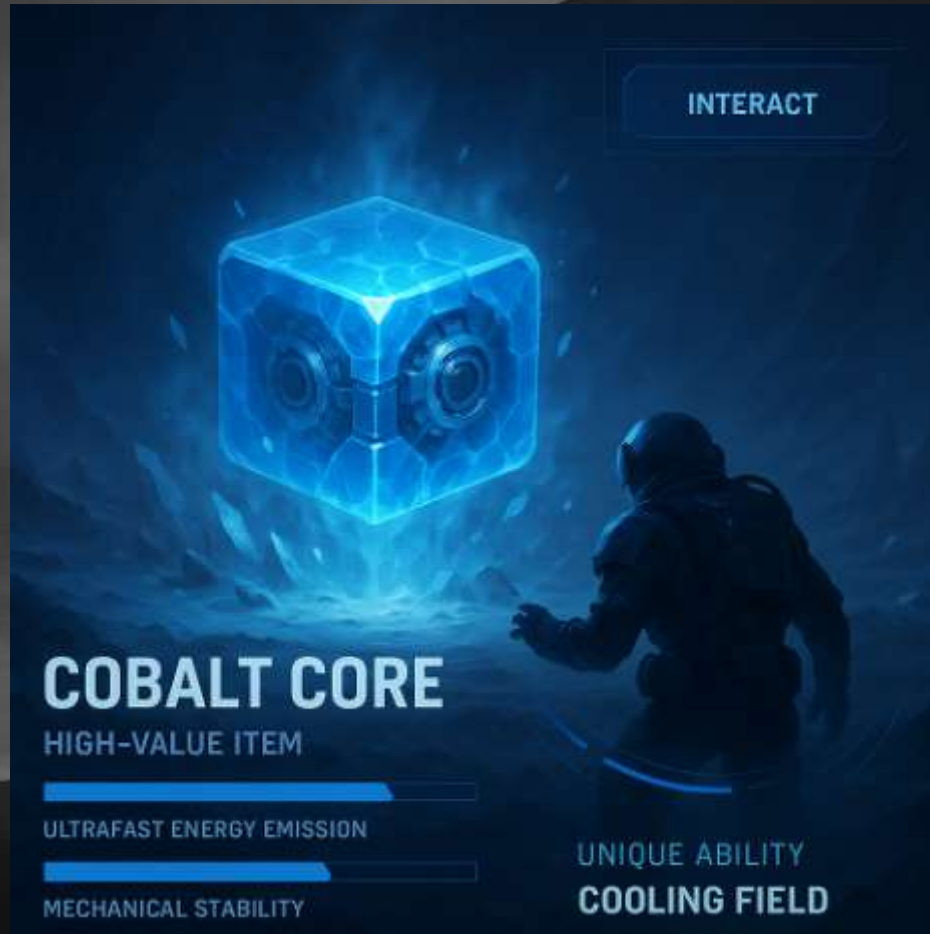 INTERACT
COBALT CORE
HIGH-VALUE ITEM
ULTRAFAST ENERGY EMISSION
MECHANICAL STABILITY
UNIQUE ABILITY
COOLING FIELD